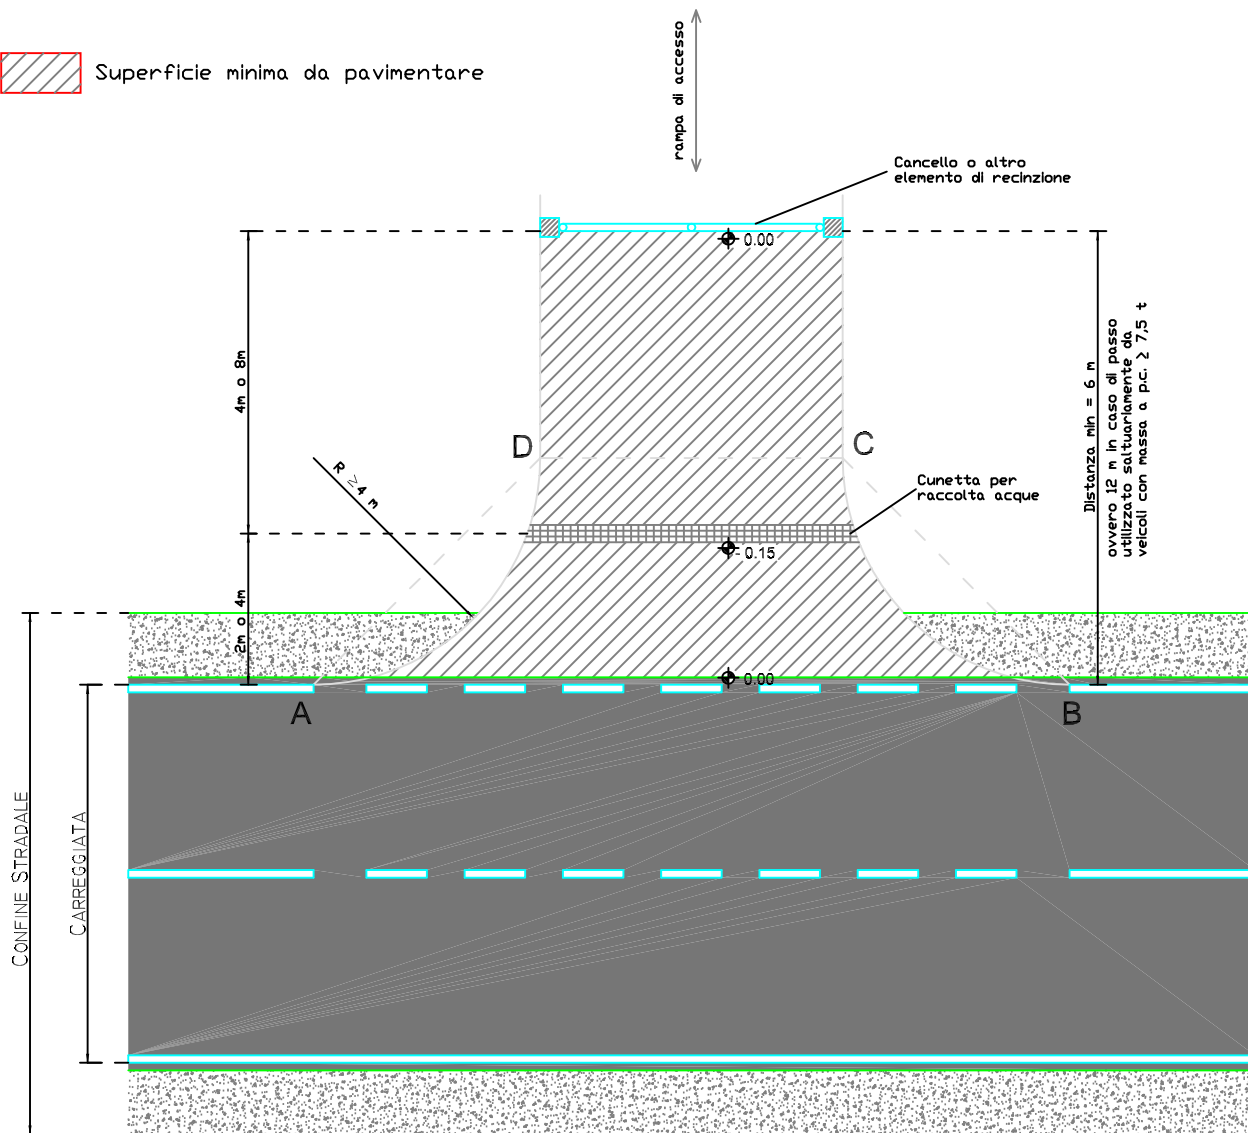 Superficie minima da pavimentare
rampa di accesso
Cancello o altro
elemento di recinzione
0.00
4m o 8m
Distanza min = 6 m
ovvero 12 m in caso di passo
utilizzato saltuariamente da
veicoli con massa a p.c. ≥ 7,5 t
D
C
R ≥4 m
Cunetta per
raccolta acque
- 0.15
2m o 4m
0.00
A
B
CONFINE STRADALE
CARREGGIATA